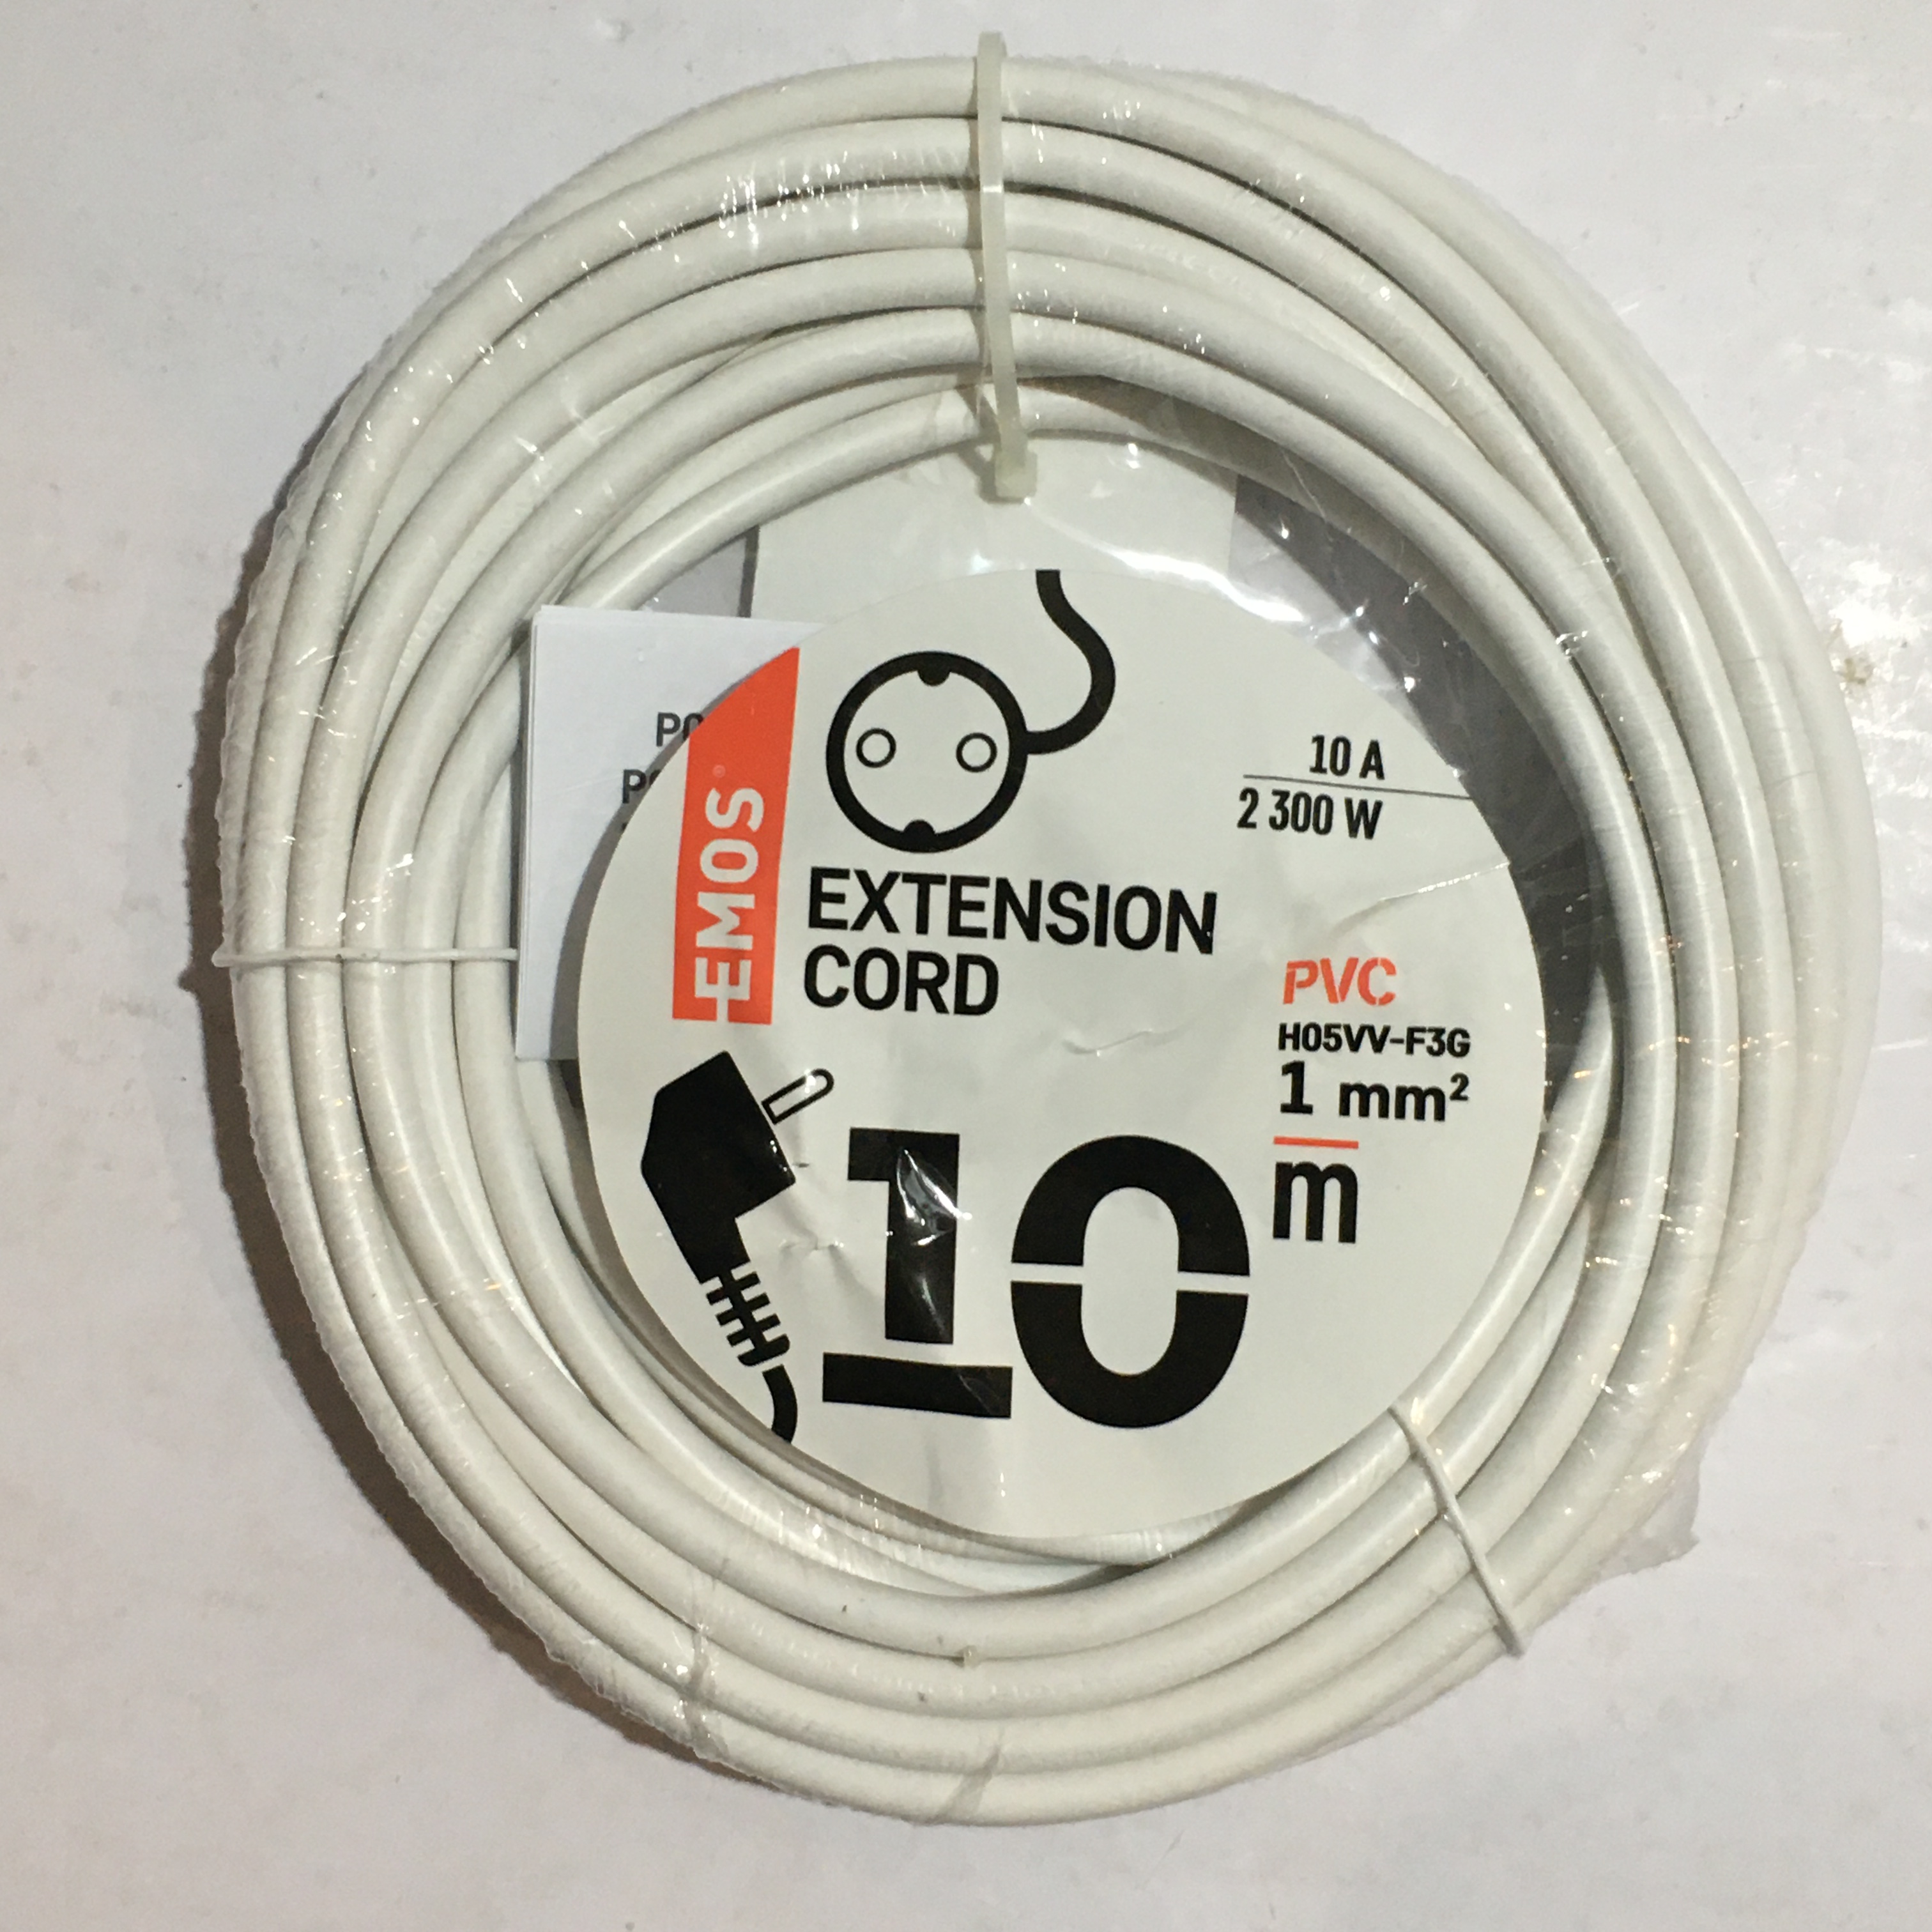 EMOS
EXTENSION
CORD
10 A
2 300 W
PVC
H05VV-F3G
1 mm²
10 m